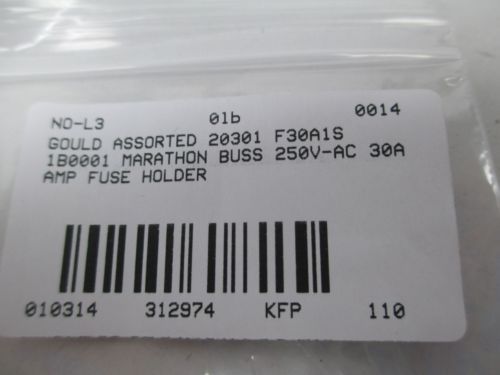 NO-L3 01b 0014
GOULD ASSORTED 20301 F30A1S
1B0001 MARATHON BUSS 250V-AC 30A
AMP FUSE HOLDER
010314 312974 KFP 110